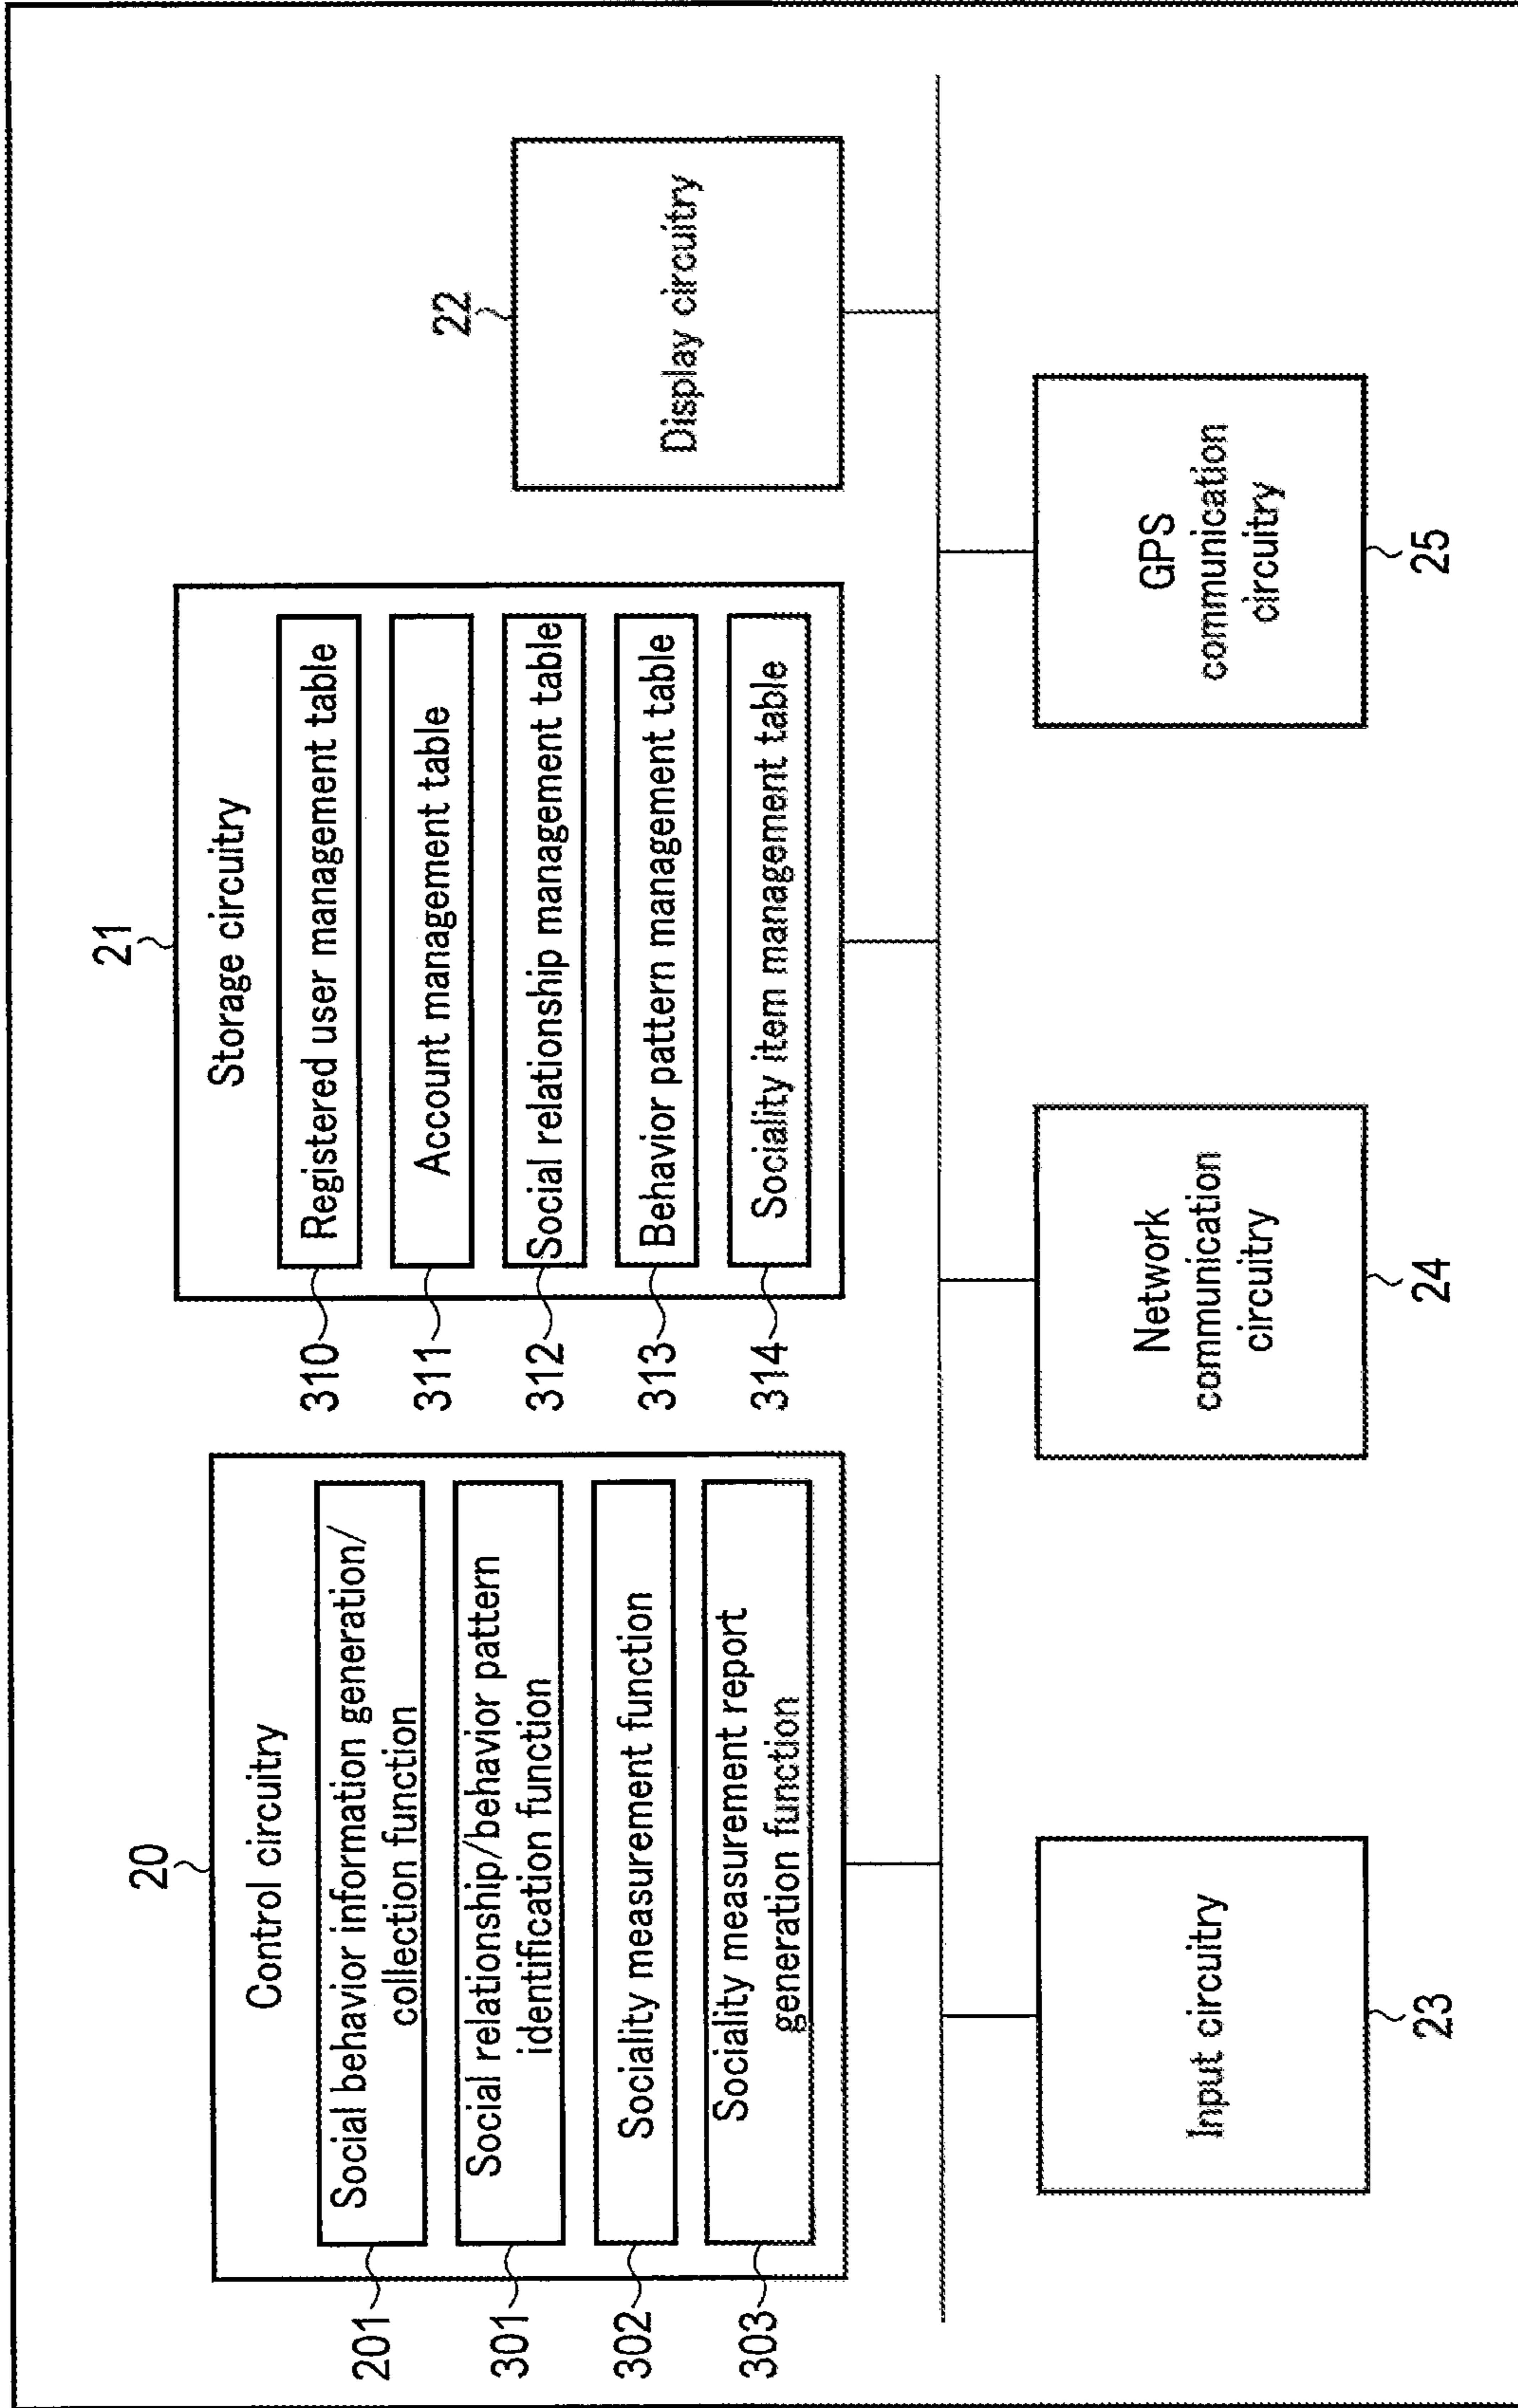 20
Control circuitry
201
Social behavior information generation/
collection function
301
Social relationship/behavior pattern
identification function
302
Sociality measurement function
303
Sociality measurement report
generation function
21
Storage circuitry
310
Registered user management table
311
Account management table
312
Social relationship management table
313
Behavior pattern management table
314
Sociality item management table
22
Display circuitry
Input circuitry
23
Network
communication
circuitry
24
GPS
communication
circuitry
25